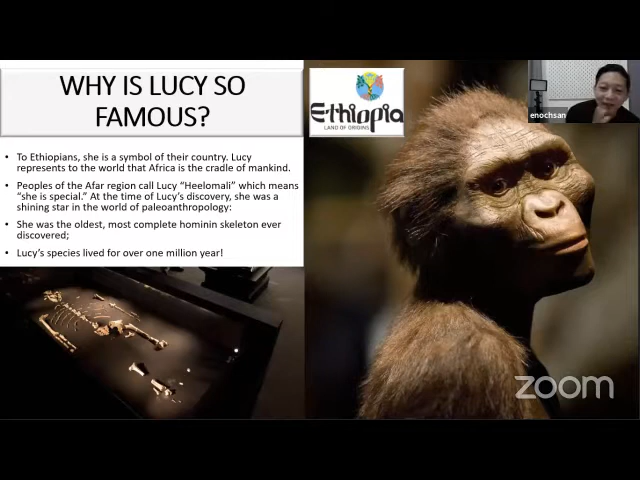 WHY IS LUCY SO
FAMOUS?
• To Ethiopians, she is a symbol of their country. Lucy
represents to the world that Africa is the cradle of mankind.
• Peoples of the Afar region call Lucy “Heelomali” which means
“she is special.” At the time of Lucy’s discovery, she was a
shining star in the world of paleoanthropology:
• She was the oldest, most complete hominin skeleton ever
discovered;
• Lucy’s species lived for over one million year!
Ethiopia
LAND OF ORIGINS
enochsan
zoom